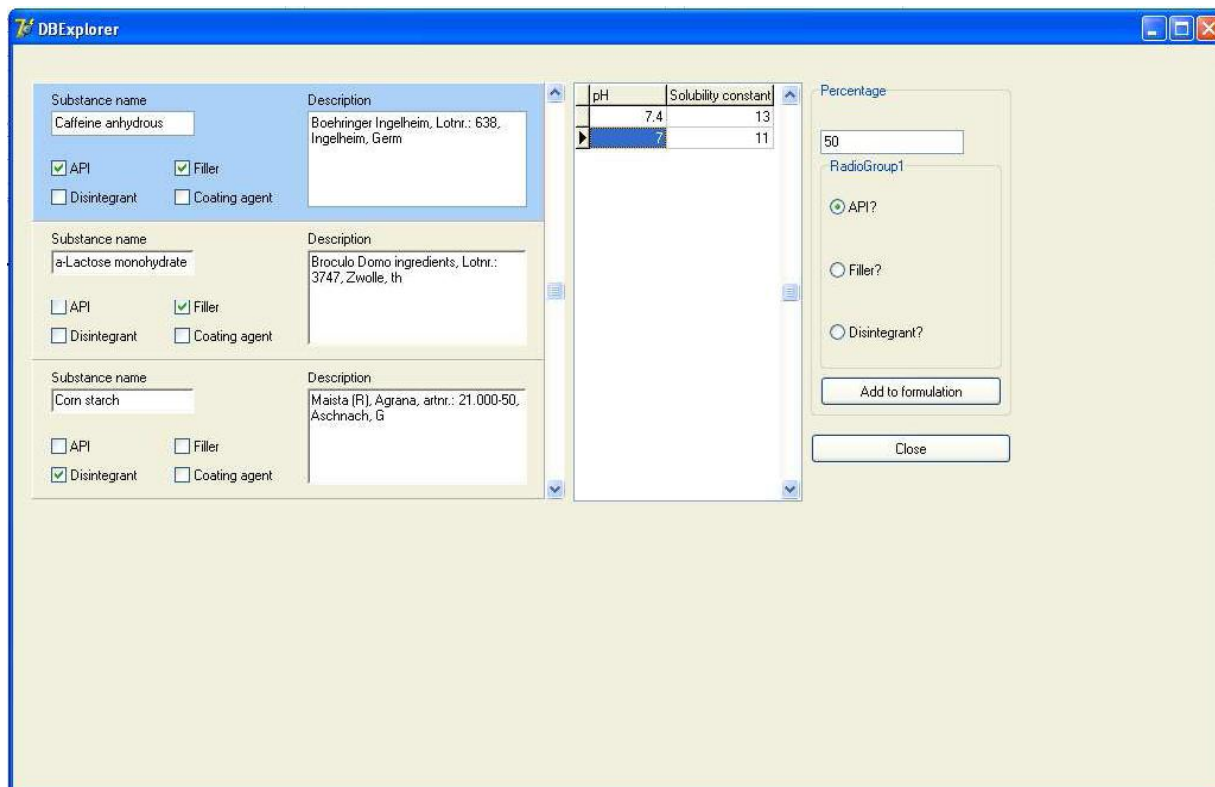 DBExplorer
Substance name
Caffeine anhydrous
API
Filler
Disintegrant
Coating agent
Description
Boehringer Ingelheim, Lotnr.: 638,
Ingelheim, Germ
Substance name
a-Lactose monohydrate
API
Filler
Disintegrant
Coating agent
Description
Broculo Domo ingredients, Lotnr.:
3747, Zwolle, th
Substance name
Corn starch
API
Filler
Disintegrant
Coating agent
Description
Maista (R), Agrana, artnr.: 21.000-50,
Aschnach, G
pH Solubility constant
7.4 13
7 11
Percentage
50
RadioGroup1
API?
Filler?
Disintegrant?
Add to formulation
Close